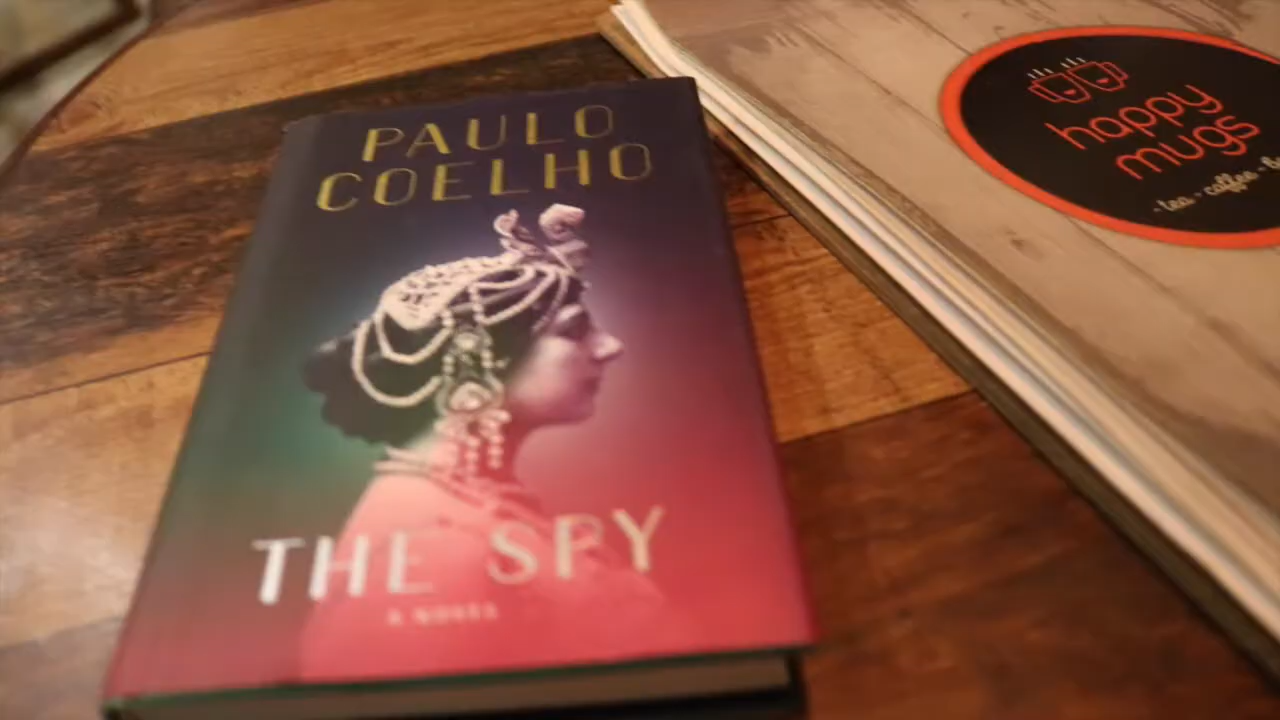 PAULO
COELHO
THE SPY
A NOVEL
happy
mugs
· tea · coffee ·